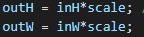 outH = inH*scale; /
outW = inW*scale;